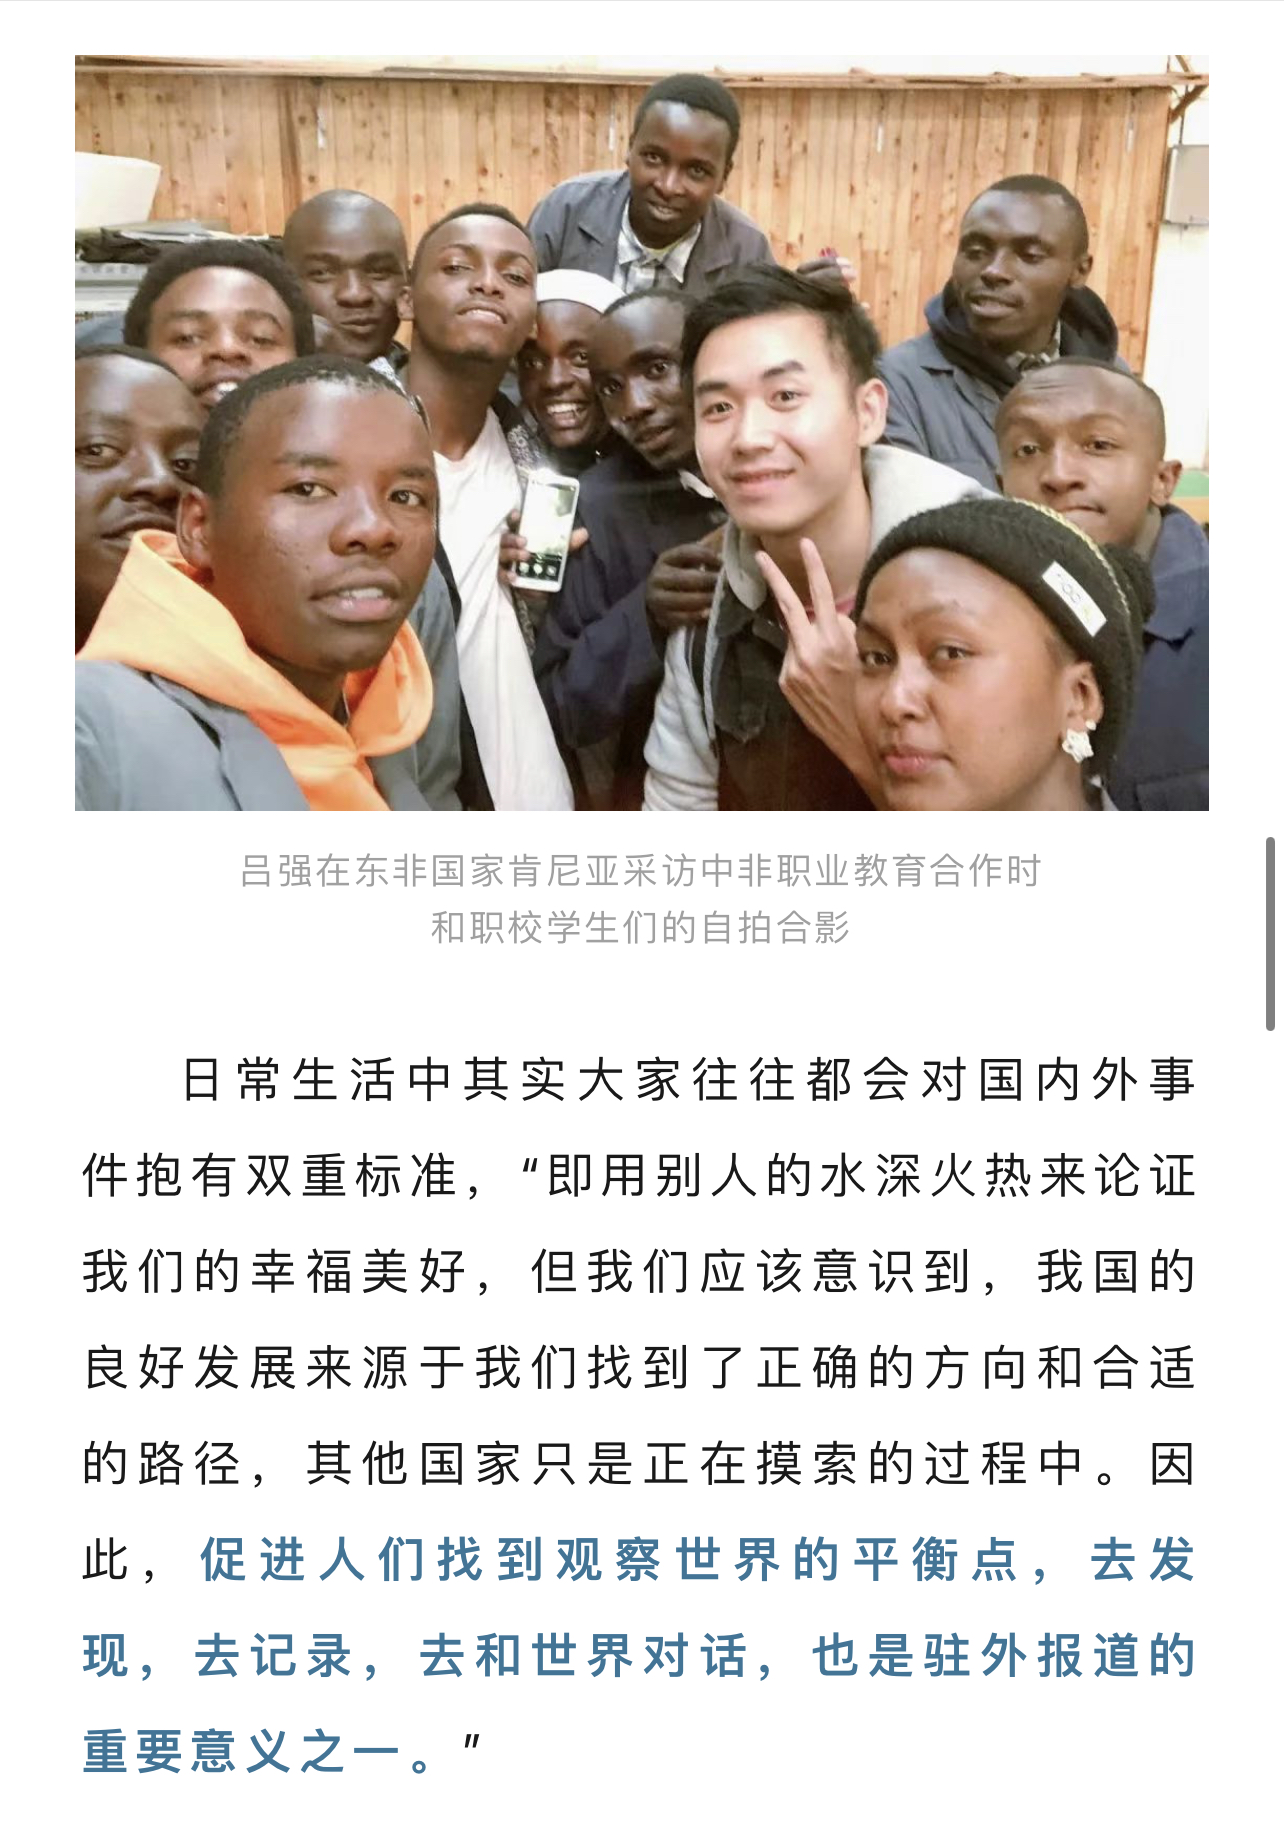 吕强在东非国家肯尼亚采访中非职业教育合作时
和职校学生们的自拍合影
日常生活中其实大家往往都会对国内外事
件抱有双重标准，“即用别人的水深火热来论证
我们的幸福美好，但我们应该意识到，我国的
良好发展来源于我们找到了正确的方向和合适
的路径，其他国家只是正在摸索的过程中。因
此，促进人们找到观察世界的平衡点，去发
现，去记录，去和世界对话，也是驻外报道的
重要意义之一。”